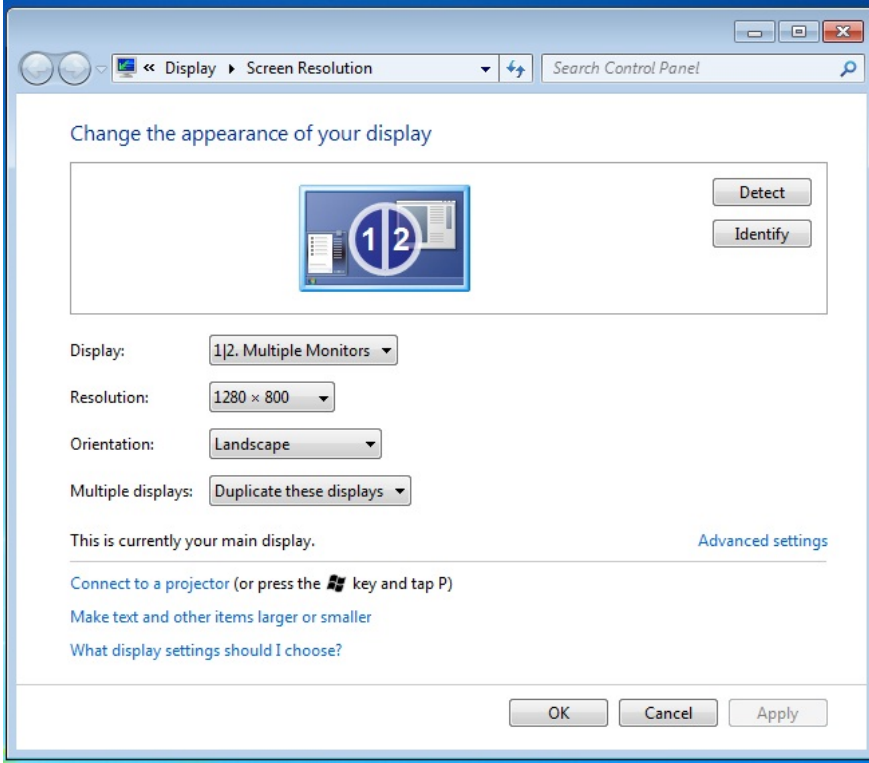 « Display ▸ Screen Resolution
Search Control Panel
Change the appearance of your display
1 2
Detect
Identify
Display: 1|2. Multiple Monitors
Resolution: 1280 × 800
Orientation: Landscape
Multiple displays: Duplicate these displays
This is currently your main display.
Advanced settings
Connect to a projector (or press the key and tap P)
Make text and other items larger or smaller
What display settings should I choose?
OK Cancel Apply